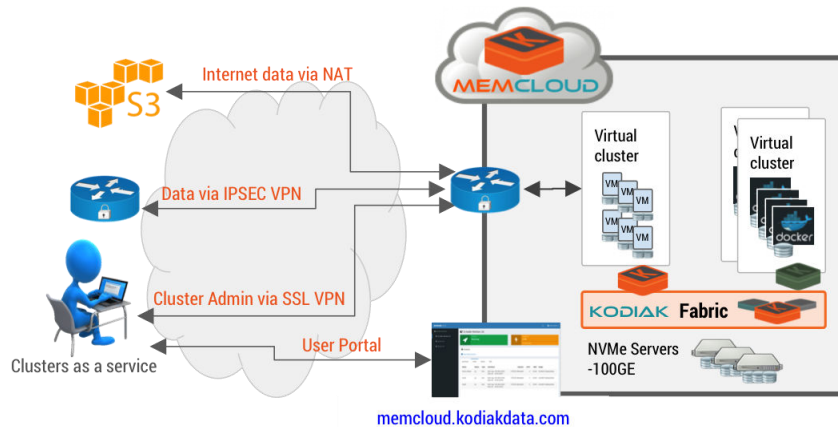 MEMCLOUD
Internet data via NAT
S3
Virtual
cluster
Virtual
cluster
VM VM VM
VM VM VM
docker
Data via IPSEC VPN
Cluster Admin via SSL VPN
KODIAK Fabric
User Portal
NVMe Servers
-100GE
Clusters as a service
memcloud.kodiakdata.com